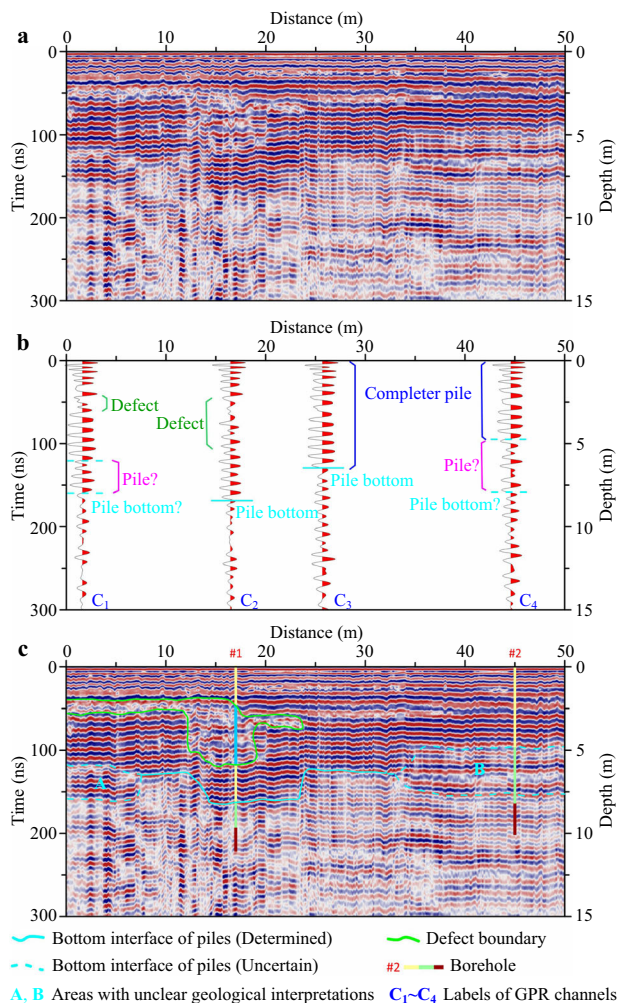 Distance (m)
a
0 10 20 30 40 50
Time (ns)
0
100
200
300
Depth (m)
0
5
10
15
Distance (m)
b
0 10 20 30 40 50
Time (ns)
0
100
200
300
Depth (m)
0
5
10
15
Defect
Defect
Completer pile
Pile?
Pile?
Pile bottom
Pile bottom?
Pile bottom
Pile bottom?
C1 C2 C3 C4
Distance (m)
c
0 10 #1 20 30 40 #2 50
Time (ns)
0
100
200
300
Depth (m)
0
5
10
15
A
B
Bottom interface of piles (Determined)
Defect boundary
Bottom interface of piles (Uncertain)
#2 Borehole
A, B Areas with unclear geological interpretations
C1~C4 Labels of GPR channels